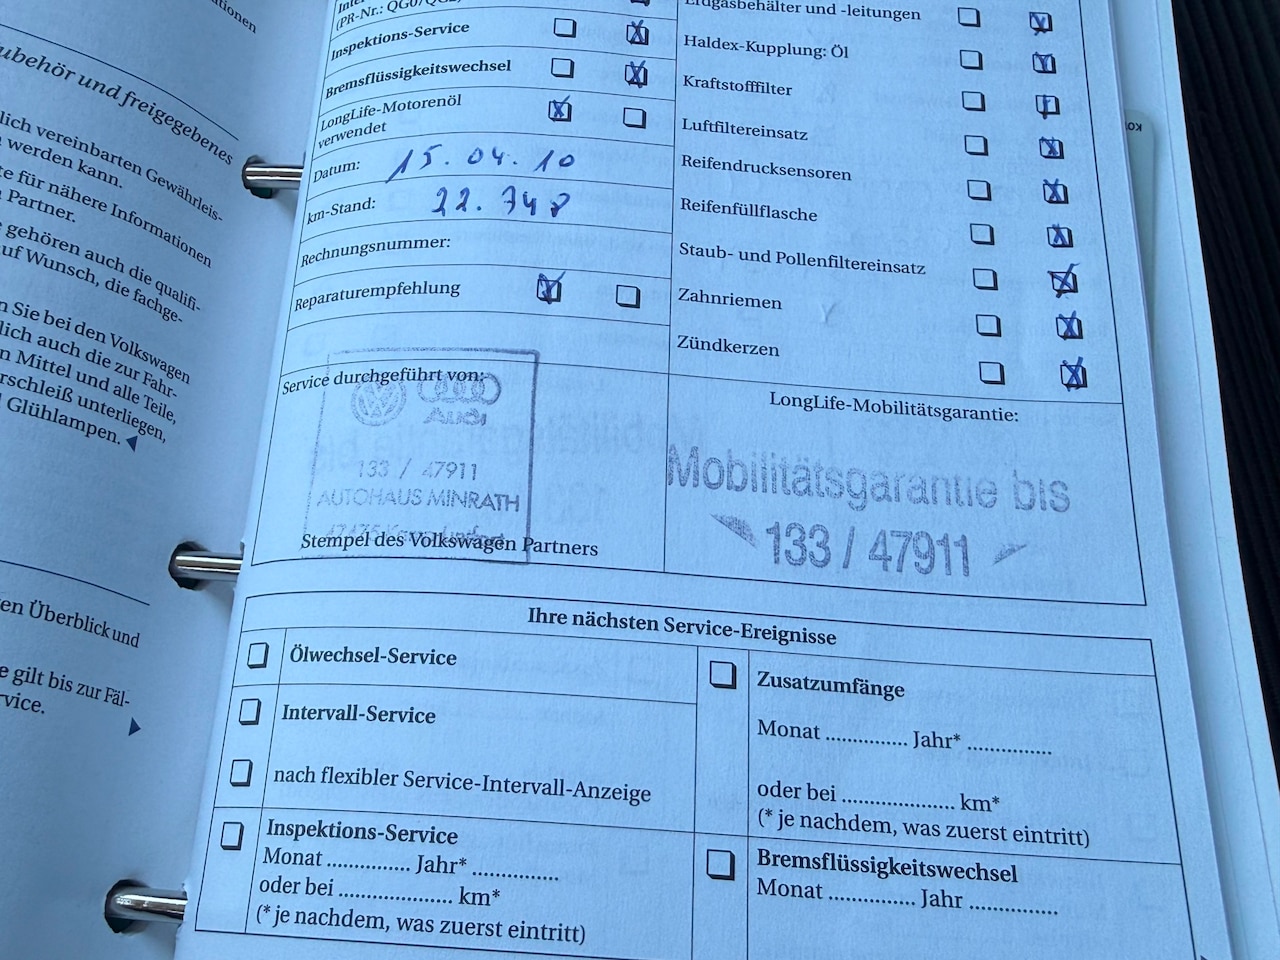 ationen
ubehör und freigegebenes
lich vereinbarten Gewährleis-
werden kann.
te für nähere Informationen
Partner.
gehören auch die qualifi-
uf Wunsch, die fachge-
n Sie bei den Volkswagen
lich auch die zur Fahr-
n Mittel und alle Teile,
rschleiß unterliegen,
Glühlampen.
en Überblick und
e gilt bis zur Fäl-
rvice.
(PR-Nr.: QG0/QG2)
Inspektions-Service
Bremsflüssigkeitswechsel
LongLife-Motorenöl
verwendet
Datum: 15.04.10
km-Stand: 22.748
Rechnungsnummer:
Reparaturempfehlung
Erdgasbehälter und -leitungen
Haldex-Kupplung: Öl
Kraftstofffilter
Luftfiltereinsatz
Reifendrucksensoren
Reifenfüllflasche
Staub- und Pollenfiltereinsatz
Zahnriemen
Zündkerzen
Service durchgeführt von:
Audi
133 / 47911
AUTOHAUS MINRATH
Stempel des Volkswagen Partners
LongLife-Mobilitätsgarantie:
Mobilitätsgarantie bis
133 / 47911
Ihre nächsten Service-Ereignisse
Ölwechsel-Service
Intervall-Service
nach flexibler Service-Intervall-Anzeige
Inspektions-Service
Monat .............. Jahr* ...............
oder bei .................... km*
(* je nachdem, was zuerst eintritt)
Zusatzumfänge
Monat .............. Jahr* ...............
oder bei .................... km*
(* je nachdem, was zuerst eintritt)
Bremsflüssigkeitswechsel
Monat .............. Jahr ...............